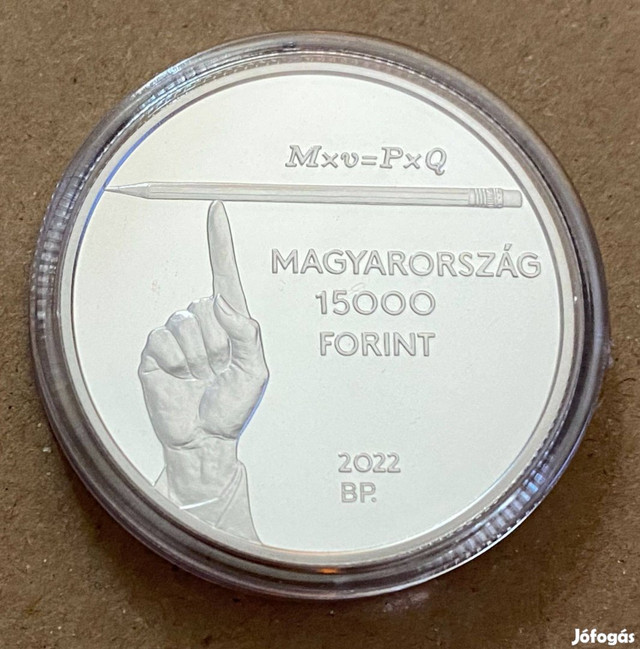 M×v=P×Q
MAGYARORSZÁG
15000
FORINT
2022
BP.
Jófogás